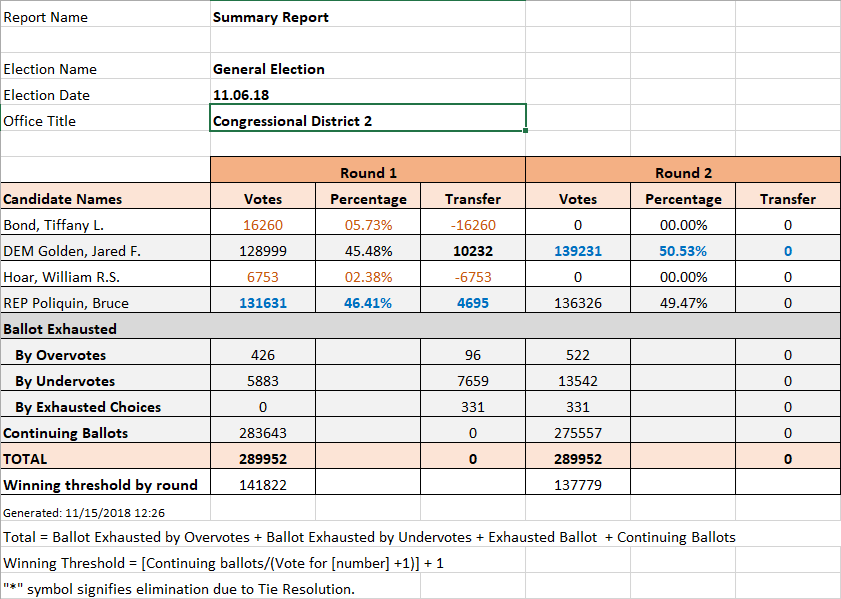 Report Name Summary Report
Election Name General Election
Election Date 11.06.18
Office Title Congressional District 2
Round 1 Round 2
Candidate Names Votes Percentage Transfer Votes Percentage Transfer
Bond, Tiffany L. 16260 05.73% -16260 0 00.00% 0
DEM Golden, Jared F. 128999 45.48% 10232 139231 50.53% 0
Hoar, William R.S. 6753 02.38% -6753 0 00.00% 0
REP Poliquin, Bruce 131631 46.41% 4695 136326 49.47% 0
Ballot Exhausted
By Overvotes 426 96 522 0
By Undervotes 5883 7659 13542 0
By Exhausted Choices 0 331 331 0
Continuing Ballots 283643 0 275557 0
TOTAL 289952 0 289952 0
Winning threshold by round 141822 137779
Generated: 11/15/2018 12:26
Total = Ballot Exhausted by Overvotes + Ballot Exhausted by Undervotes + Exhausted Ballot + Continuing Ballots
Winning Threshold = [Continuing ballots/(Vote for [number] +1)] + 1
"*" symbol signifies elimination due to Tie Resolution.